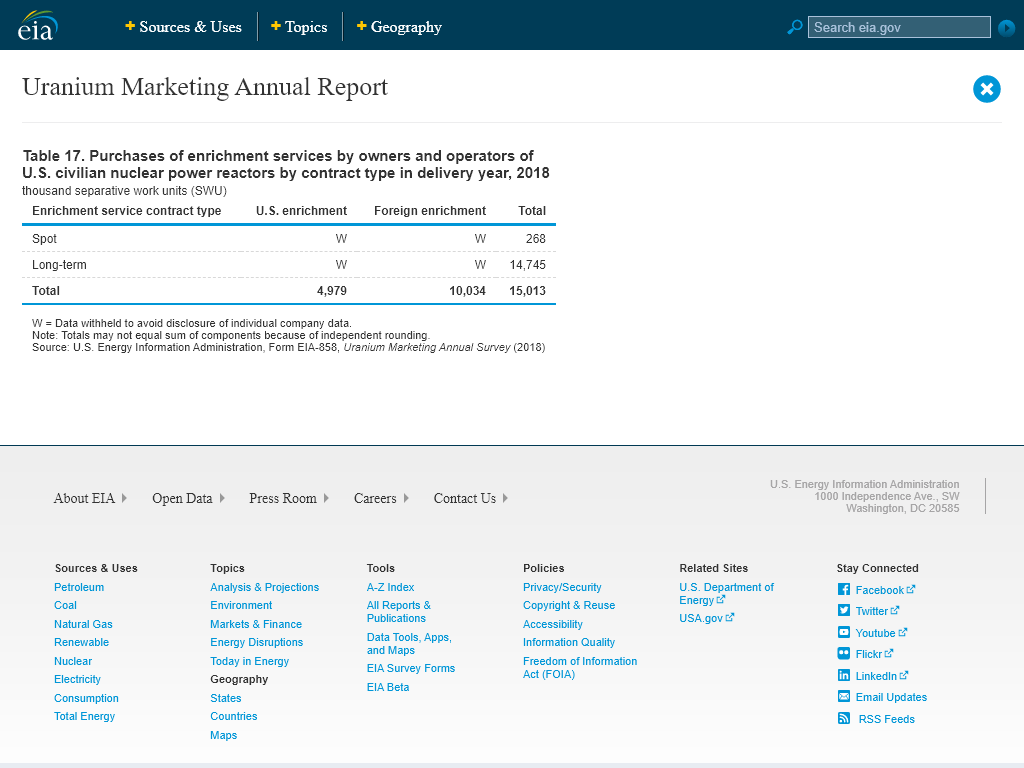 eia
Sources & Uses
Topics
Geography
Search eia.gov
Uranium Marketing Annual Report
Table 17. Purchases of enrichment services by owners and operators of
U.S. civilian nuclear power reactors by contract type in delivery year, 2018
thousand separative work units (SWU)
Enrichment service contract type U.S. enrichment Foreign enrichment Total
Spot W W 268
Long-term W W 14,745
Total 4,979 10,034 15,013
W = Data withheld to avoid disclosure of individual company data.
Note: Totals may not equal sum of components because of independent rounding.
Source: U.S. Energy Information Administration, Form EIA-858, Uranium Marketing Annual Survey (2018)
About EIA
Open Data
Press Room
Careers
Contact Us
U.S. Energy Information Administration
1000 Independence Ave., SW
Washington, DC 20585
Sources & Uses
Petroleum
Coal
Natural Gas
Renewable
Nuclear
Electricity
Consumption
Total Energy
Topics
Analysis & Projections
Environment
Markets & Finance
Energy Disruptions
Today in Energy
Geography
States
Countries
Maps
Tools
A-Z Index
All Reports &
Publications
Data Tools, Apps,
and Maps
EIA Survey Forms
EIA Beta
Policies
Privacy/Security
Copyright & Reuse
Accessibility
Information Quality
Freedom of Information
Act (FOIA)
Related Sites
U.S. Department of
Energy
USA.gov
Stay Connected
Facebook
Twitter
Youtube
Flickr
LinkedIn
Email Updates
RSS Feeds